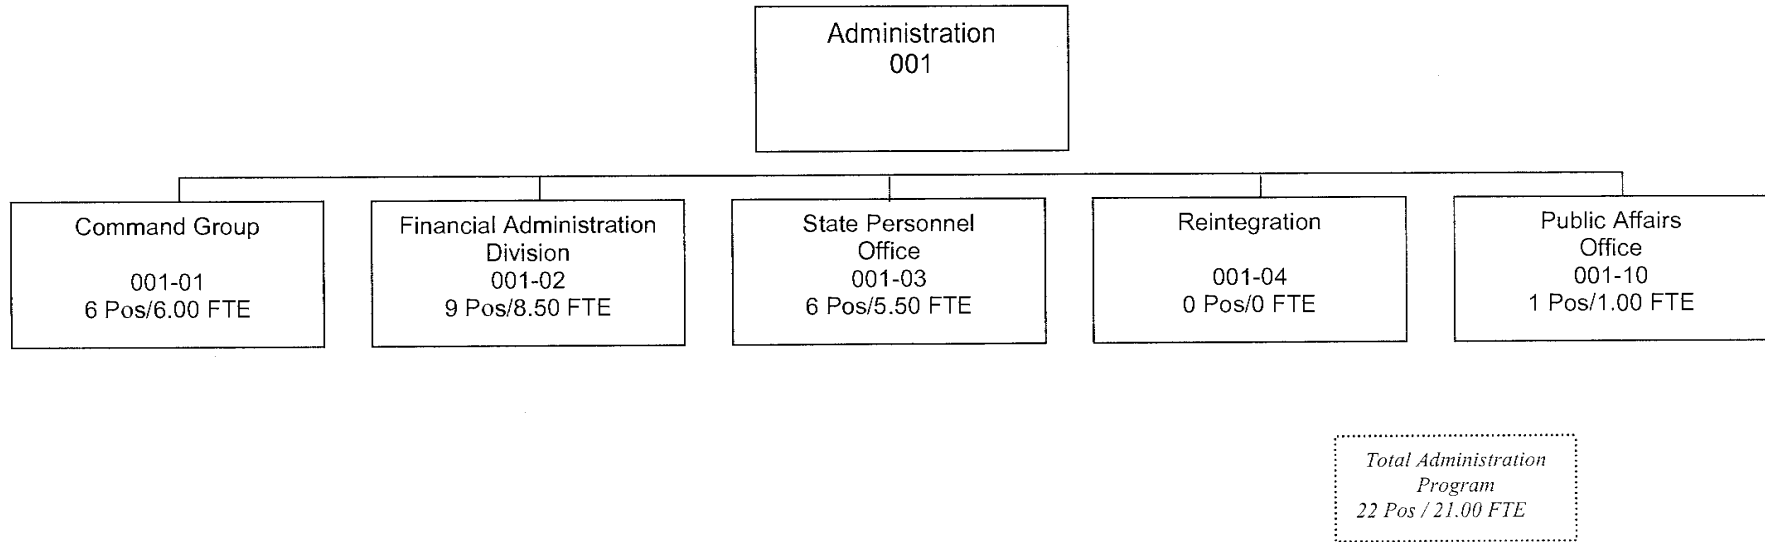 Administration
001
Command Group
001-01
6 Pos/6.00 FTE
Financial Administration
Division
001-02
9 Pos/8.50 FTE
State Personnel
Office
001-03
6 Pos/5.50 FTE
Reintegration
001-04
0 Pos/0 FTE
Public Affairs
Office
001-10
1 Pos/1.00 FTE
Total Administration
Program
22 Pos / 21.00 FTE